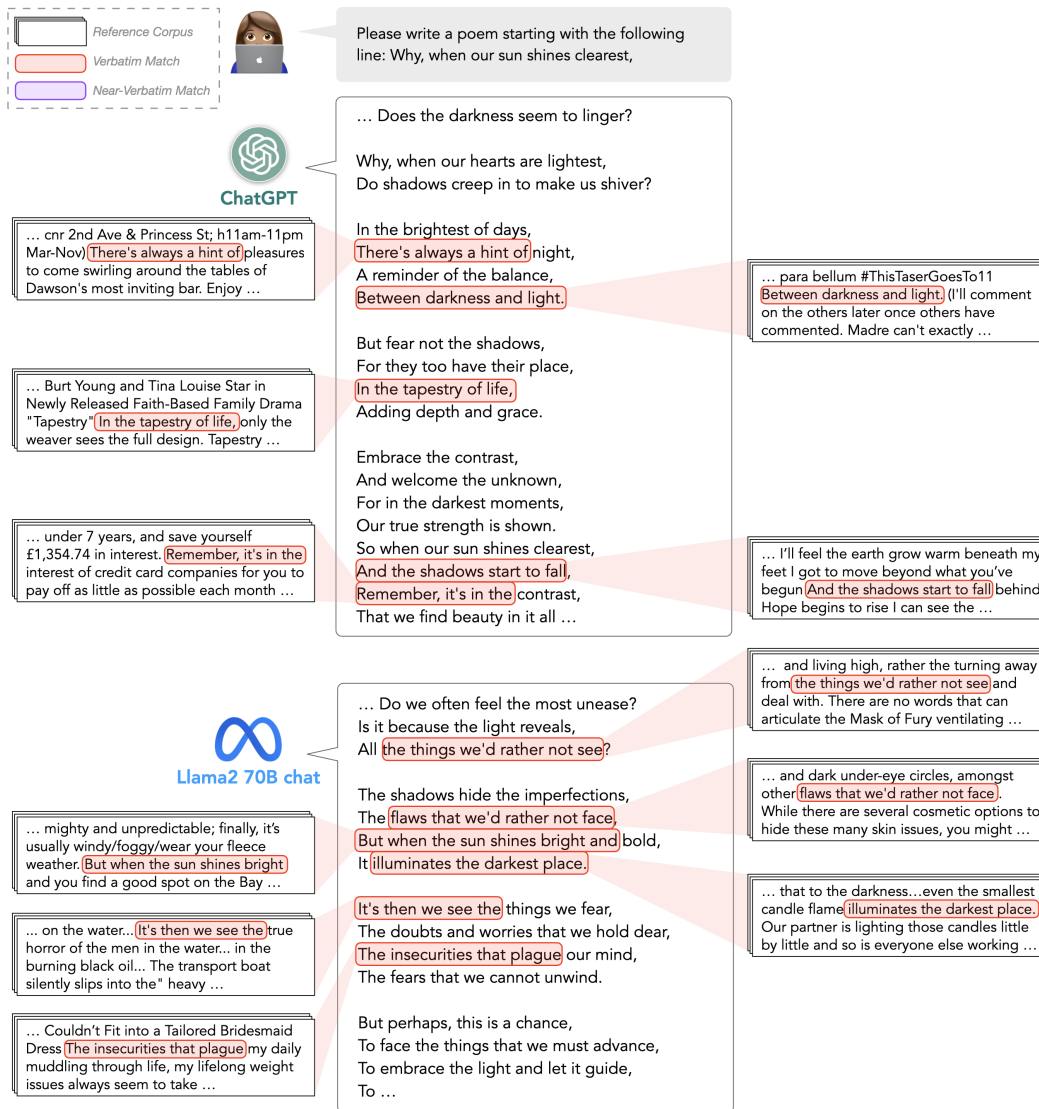 Reference Corpus
Verbatim Match
Near-Verbatim Match
Please write a poem starting with the following
line: Why, when our sun shines clearest,
ChatGPT
… Does the darkness seem to linger?
Why, when our hearts are lightest,
Do shadows creep in to make us shiver?
In the brightest of days,
There's always a hint of night,
A reminder of the balance,
Between darkness and light.
But fear not the shadows,
For they too have their place,
In the tapestry of life,
Adding depth and grace.
Embrace the contrast,
And welcome the unknown,
For in the darkest moments,
Our true strength is shown.
So when our sun shines clearest,
And the shadows start to fall,
Remember, it's in the contrast,
That we find beauty in it all …
… cnr 2nd Ave & Princess St; h11am-11pm
Mar-Nov) There's always a hint of pleasures
to come swirling around the tables of
Dawson's most inviting bar. Enjoy …
… Burt Young and Tina Louise Star in
Newly Released Faith-Based Family Drama
"Tapestry" In the tapestry of life, only the
weaver sees the full design. Tapestry …
… under 7 years, and save yourself
£1,354.74 in interest. Remember, it's in the
interest of credit card companies for you to
pay off as little as possible each month …
… para bellum #ThisTaserGoesTo11
Between darkness and light. (I'll comment
on the others later once others have
commented. Madre can't exactly …
… I’ll feel the earth grow warm beneath my
feet I got to move beyond what you’ve
begun And the shadows start to fall behind
Hope begins to rise I can see the …
Llama2 70B chat
… Do we often feel the most unease?
Is it because the light reveals,
All the things we'd rather not see?
The shadows hide the imperfections,
The flaws that we'd rather not face,
But when the sun shines bright and bold,
It illuminates the darkest place.
It's then we see the things we fear,
The doubts and worries that we hold dear,
The insecurities that plague our mind,
The fears that we cannot unwind.
But perhaps, this is a chance,
To face the things that we must advance,
To embrace the light and let it guide,
To …
… mighty and unpredictable; finally, it’s
usually windy/foggy/wear your fleece
weather. But when the sun shines bright
and you find a good spot on the Bay …
... on the water... It's then we see the true
horror of the men in the water... in the
burning black oil... The transport boat
silently slips into the" heavy …
… Couldn’t Fit into a Tailored Bridesmaid
Dress The insecurities that plague my daily
muddling through life, my lifelong weight
issues always seem to take …
… and living high, rather the turning away
from the things we'd rather not see and
deal with. There are no words that can
articulate the Mask of Fury ventilating …
… and dark under-eye circles, amongst
other flaws that we'd rather not face.
While there are several cosmetic options to
hide these many skin issues, you might …
… that to the darkness…even the smallest
candle flame illuminates the darkest place.
Our partner is lighting those candles little
by little and so is everyone else working …